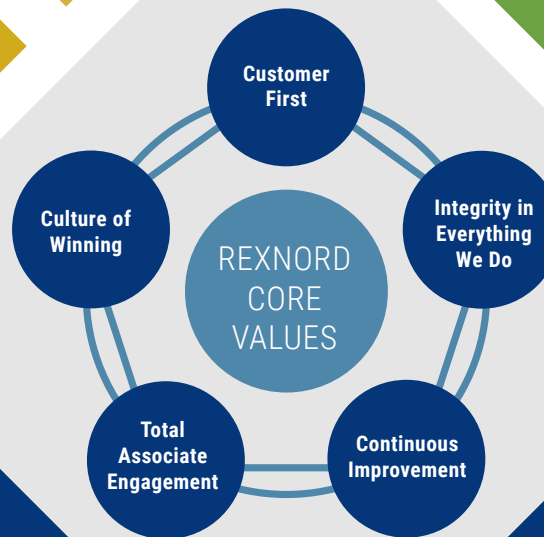 Customer
First
Integrity in
Everything
We Do
Continuous
Improvement
Total
Associate
Engagement
Culture of
Winning
REXNORD
CORE
VALUES